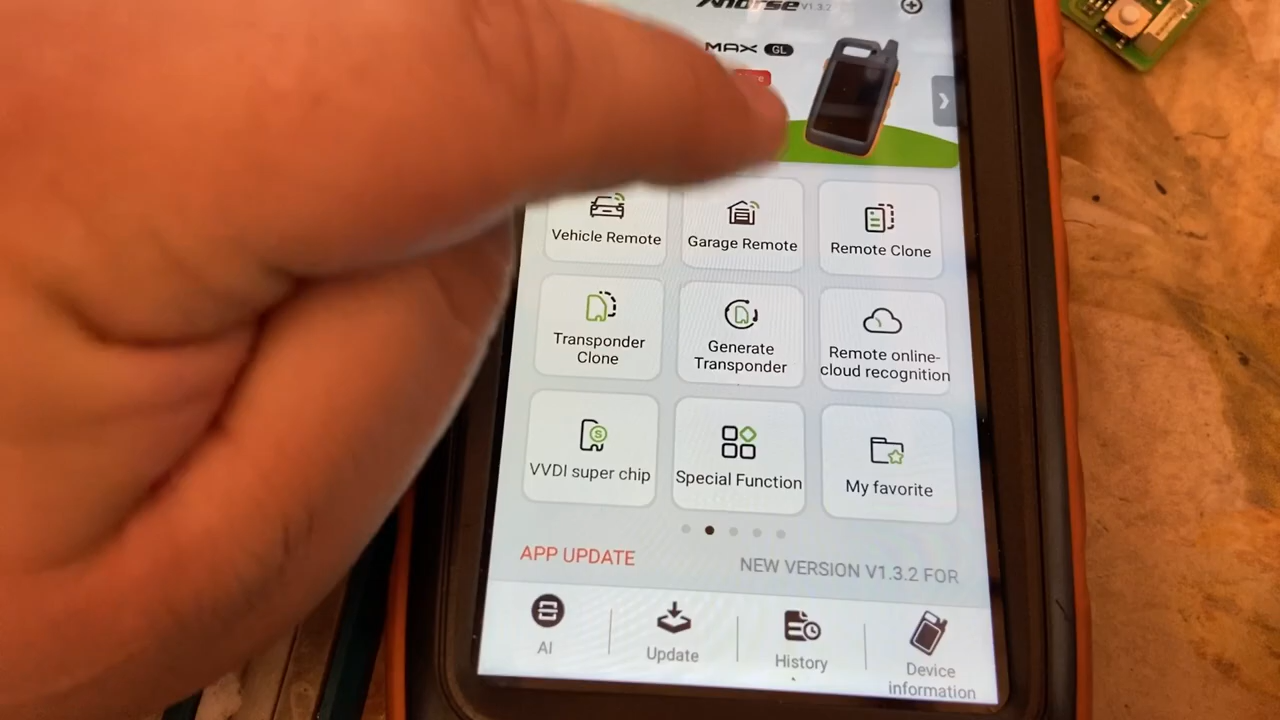 V1.3.2
MAX GL
Vehicle Remote
Garage Remote
Remote Clone
Transponder
Clone
Generate
Transponder
Remote online-
cloud recognition
VVDI super chip
Special Function
My favorite
APP UPDATE
NEW VERSION V1.3.2 FOR
AI
Update
History
Device
information